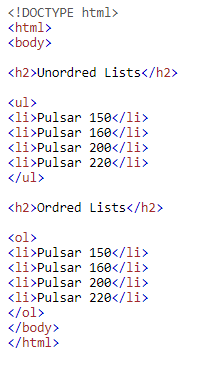 <!DOCTYPE html>
<html>
<body>
<h2>Unordred Lists</h2>
<ul>
<li>Pulsar 150</li>
<li>Pulsar 160</li>
<li>Pulsar 200</li>
<li>Pulsar 220</li>
</ul>
<h2>Ordred Lists</h2>
<ol>
<li>Pulsar 150</li>
<li>Pulsar 160</li>
<li>Pulsar 200</li>
<li>Pulsar 220</li>
</ol>
</body>
</html>